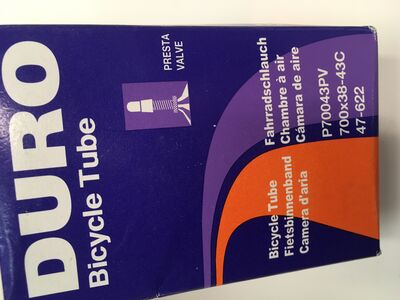 DURO
Bicycle Tube
PRESTA
VALVE
Bicycle Tube
Fietsbinnenband
Camera d'aria
Fahrradschlauch
Chambre à air
Cámara de aire
P70043PV
700x38-43C
47-622